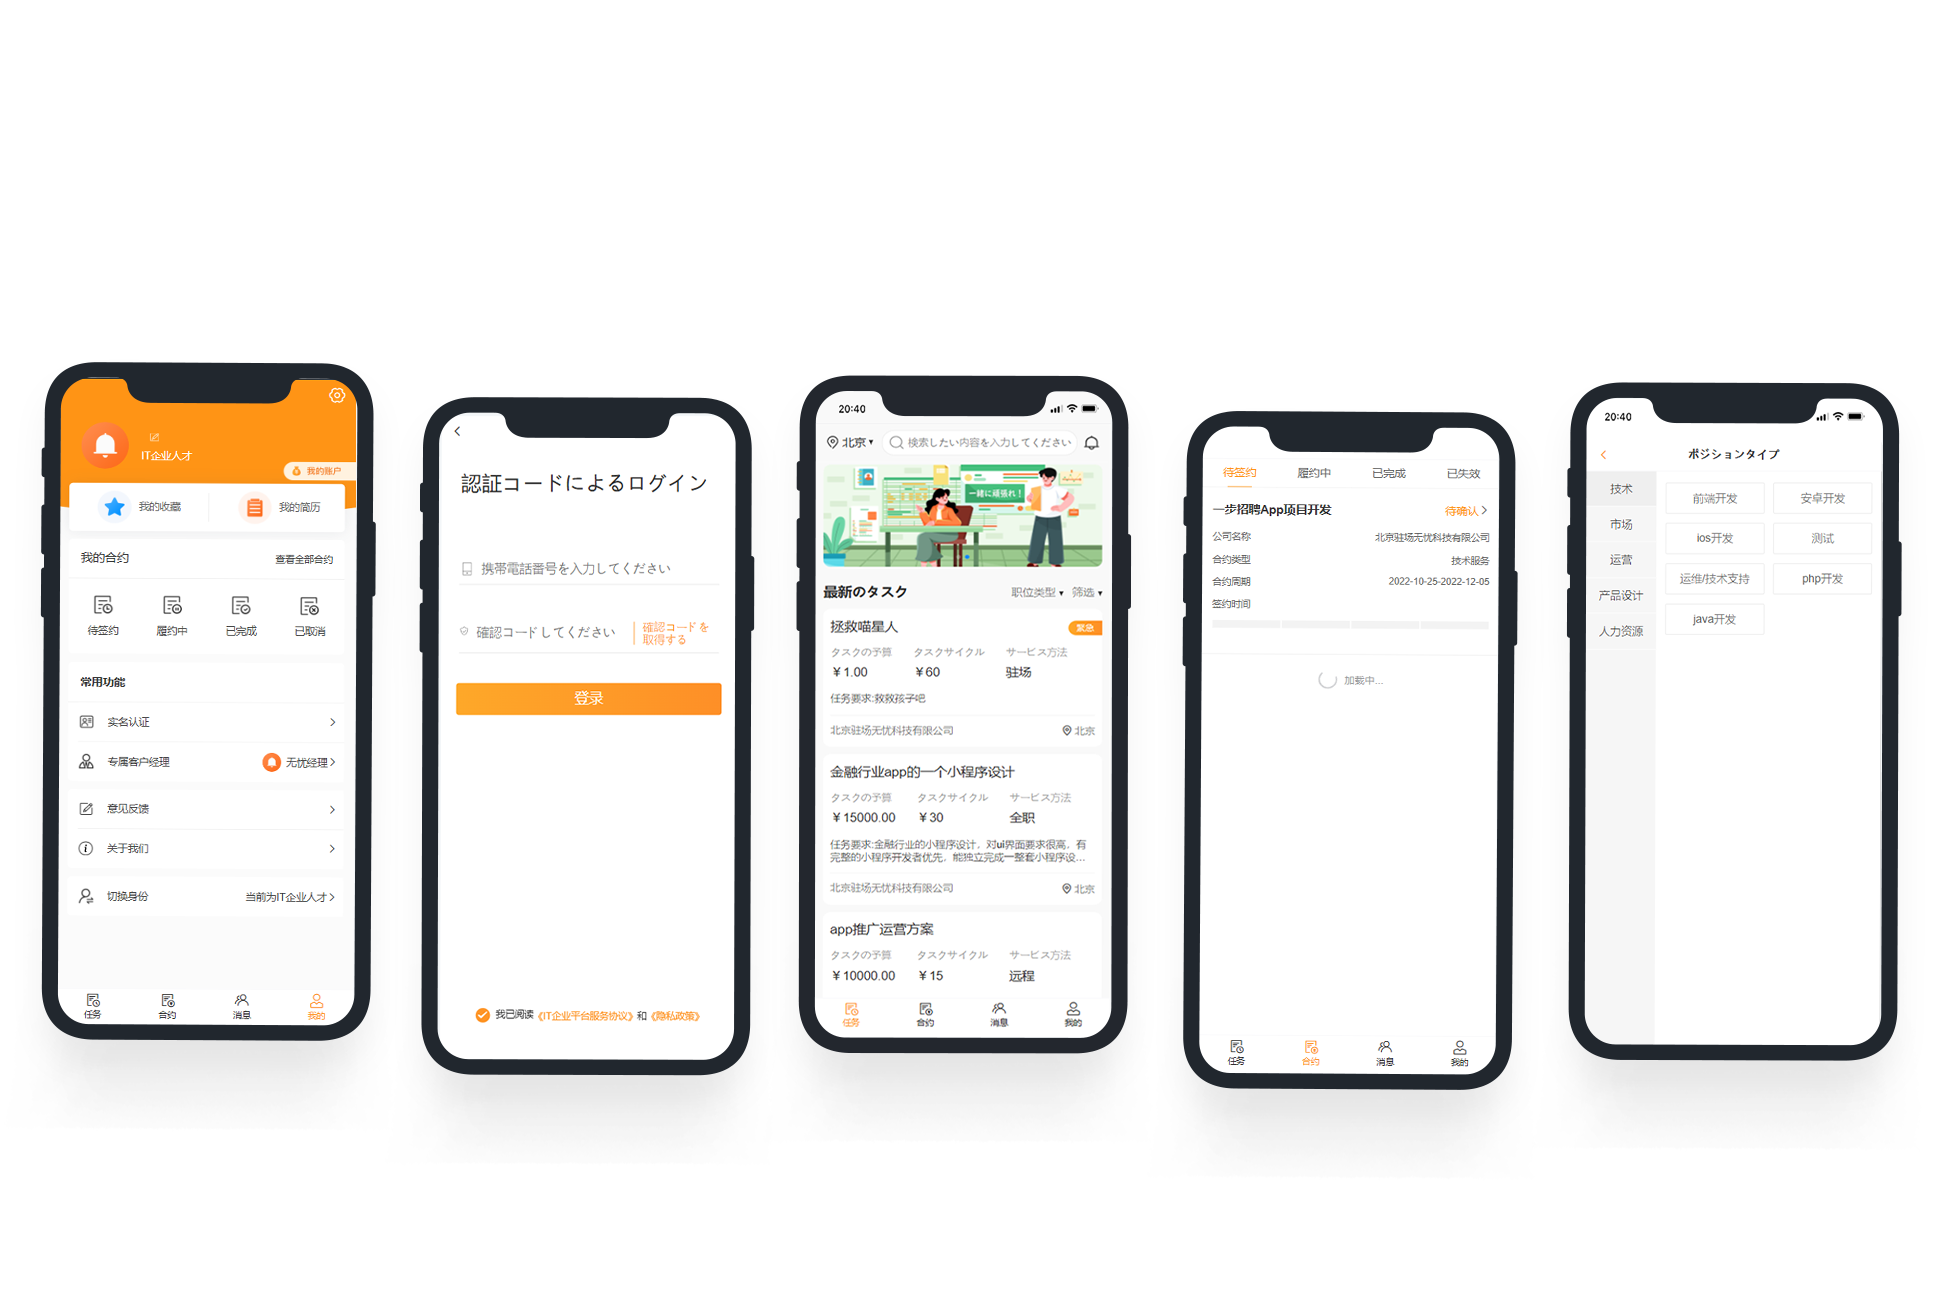 IT企业人才
我的账户
我的收藏
我的简历
我的合约
查看全部合约
待签约
履约中
已完成
已取消
常用功能
实名认证
专属客户经理
无忧经理
意见反馈
关于我们
切换身份
当前为IT企业人才
任务
合约
消息
我的
認証コードによるログイン
携帯電話番号を入力してください
確認コードしてください
確認コードを
取得する
登录
我已阅读《IT企业平台服务协议》和《隐私政策》
20:40
北京
検索したい内容を入力してください
一緒に頑張れ！
最新のタスク
职位类型
筛选
拯救喵星人
緊急
タスクの予算
タスクサイクル
サービス方法
￥1.00
￥60
驻场
任务要求:救救孩子吧
北京驻场无忧科技有限公司
北京
金融行业app的一个小程序设计
タスクの予算
タスクサイクル
サービス方法
￥15000.00
￥30
全职
任务要求:金融行业的小程序设计，对ui界面要求很高，有
完整的小程序开发者优先，能独立完成一整套小程序设...
北京驻场无忧科技有限公司
北京
app推广运营方案
タスクの予算
タスクサイクル
サービス方法
￥10000.00
￥15
远程
任务
合约
消息
我的
待签约
履约中
已完成
已失效
一步招聘App项目开发
待确认
公司名称
北京驻场无忧科技有限公司
合约类型
技术服务
合约周期
2022-10-25-2022-12-05
签约时间
加载中...
任务
合约
消息
我的
20:40
ポジションタイプ
技术
市场
运营
产品设计
人力资源
前端开发
安卓开发
ios开发
测试
运维/技术支持
php开发
java开发